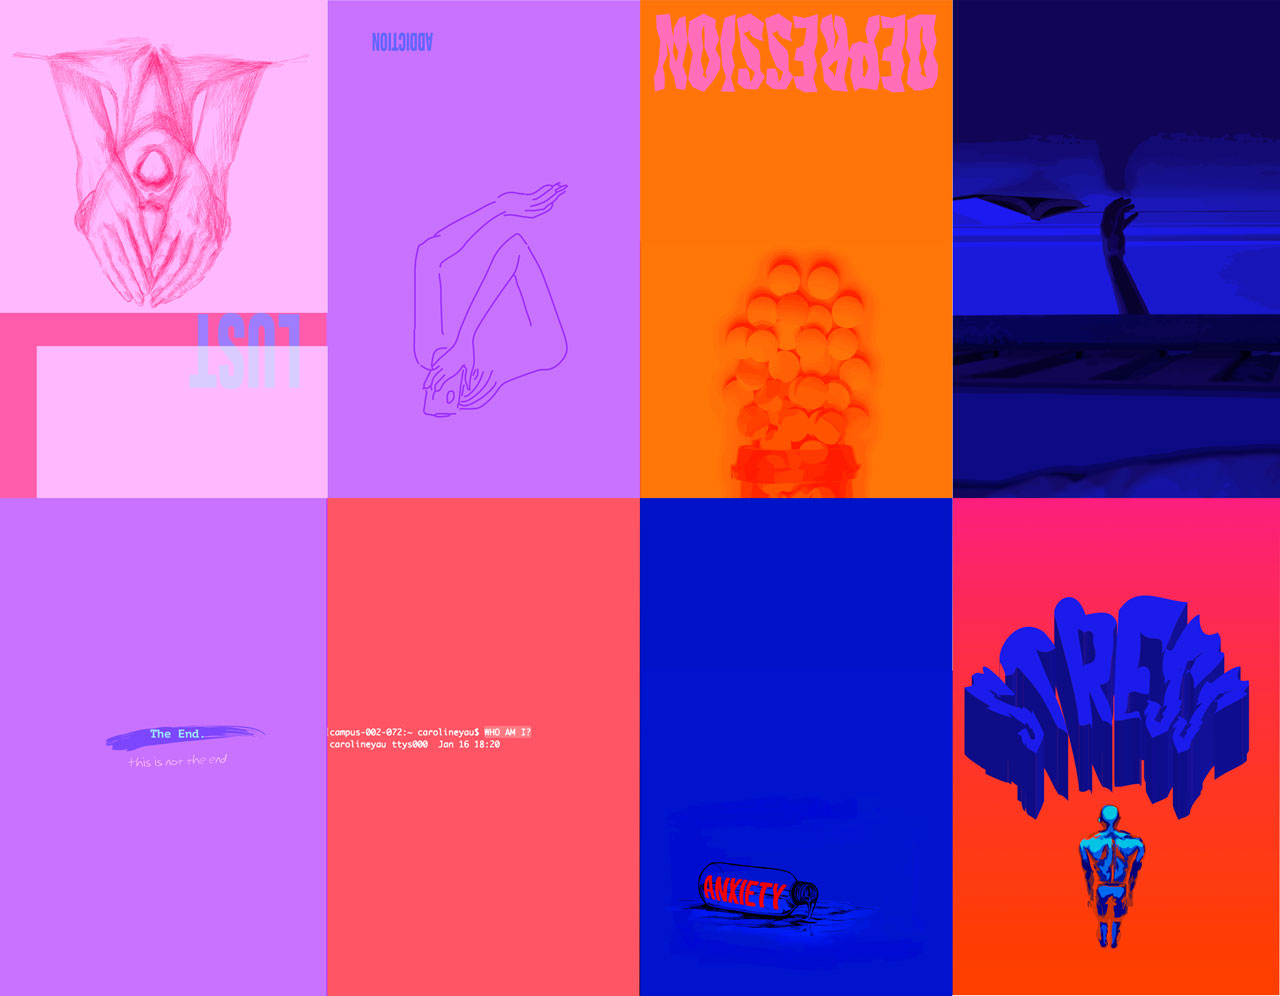 LUST
ADDICTION
DEPRESSION
The End.
this is not the end
campus-002-072:~ carolineyau$ WHO AM I?
carolineyau ttys000  Jan 16 18:20
ANXIETY
STRESS